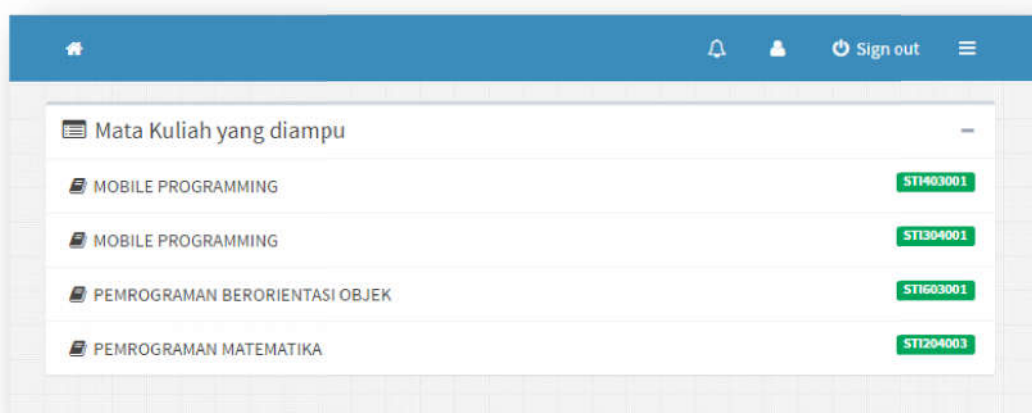 Sign out
Mata Kuliah yang diampu
MOBILE PROGRAMMING STI403001
MOBILE PROGRAMMING STI304001
PEMROGRAMAN BERORIENTASI OBJEK STI603001
PEMROGRAMAN MATEMATIKA STI204003